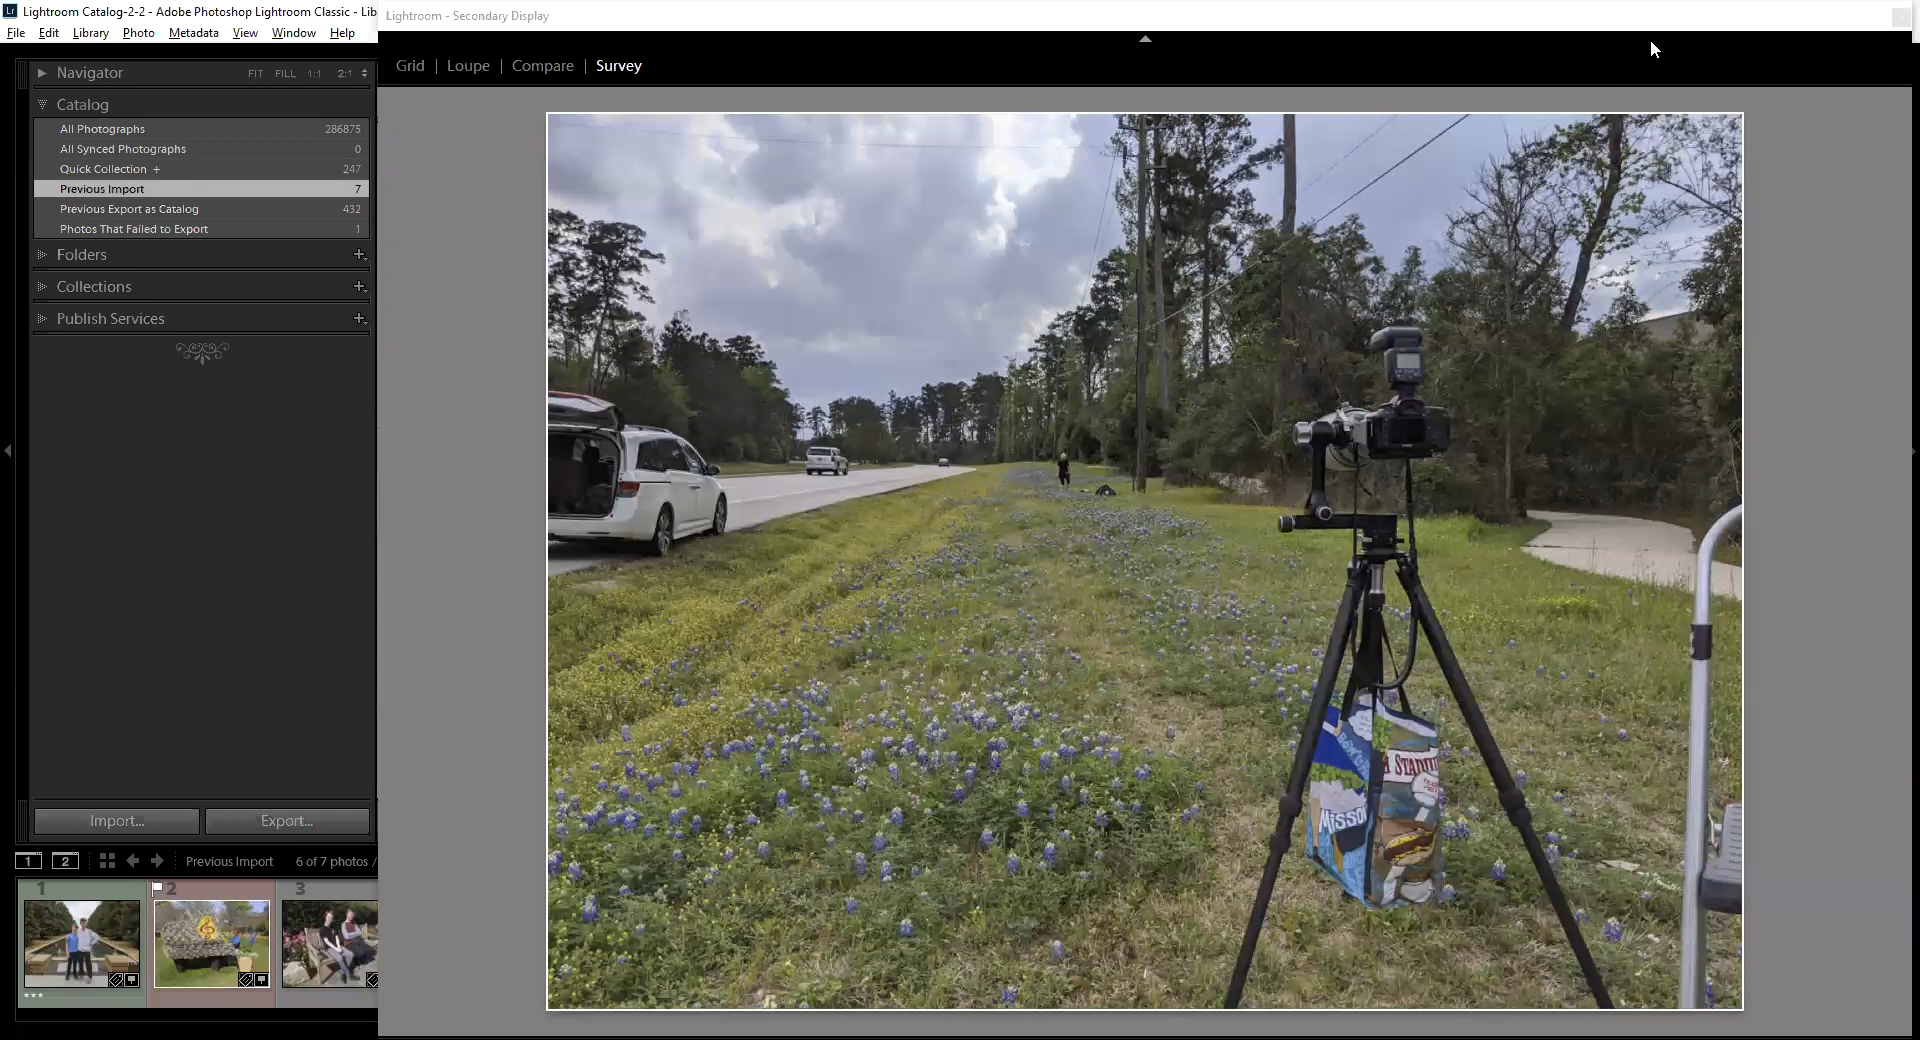 Lightroom Catalog-2-2 - Adobe Photoshop Lightroom Classic - Lib
Lightroom - Secondary Display
File Edit Library Photo Metadata View Window Help
Grid | Loupe | Compare | Survey
Navigator FIT FILL 1:1 2:1
Catalog
All Photographs 286875
All Synced Photographs 0
Quick Collection + 247
Previous Import 7
Previous Export as Catalog 432
Photos That Failed to Export 1
Folders
Collections
Publish Services
STADIU
Misso
Import... Export...
1 2 Previous Import 6 of 7 photos /
1 2 3